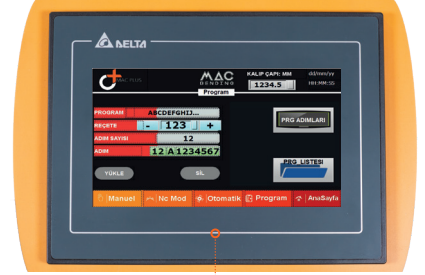 DELTA
MAC PLUS
MAC
BENDING
Program
KALIP ÇAPI: MM
1234.5
dd/mm/yy
HH:MM:SS
PROGRAM ABCDEFGHIJ...
REÇETE - 123 +
ADIM SAYISI 12
ADIM 12 A 1234567
PRG ADIMLARI
YÜKLE
SİL
PRG LİSTESİ
Manuel
Nc Mod
Otomatik
Program
AnaSayfa